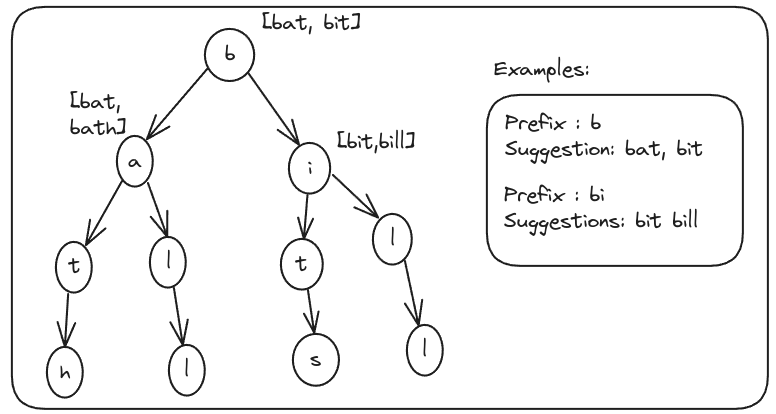 [bat, bit]
b
[bat,
bath]
[bit,bill]
a
i
t
l
t
l
h
l
s
l
Examples:
Prefix : b
Suggestion: bat, bit
Prefix : bi
Suggestions: bit bill